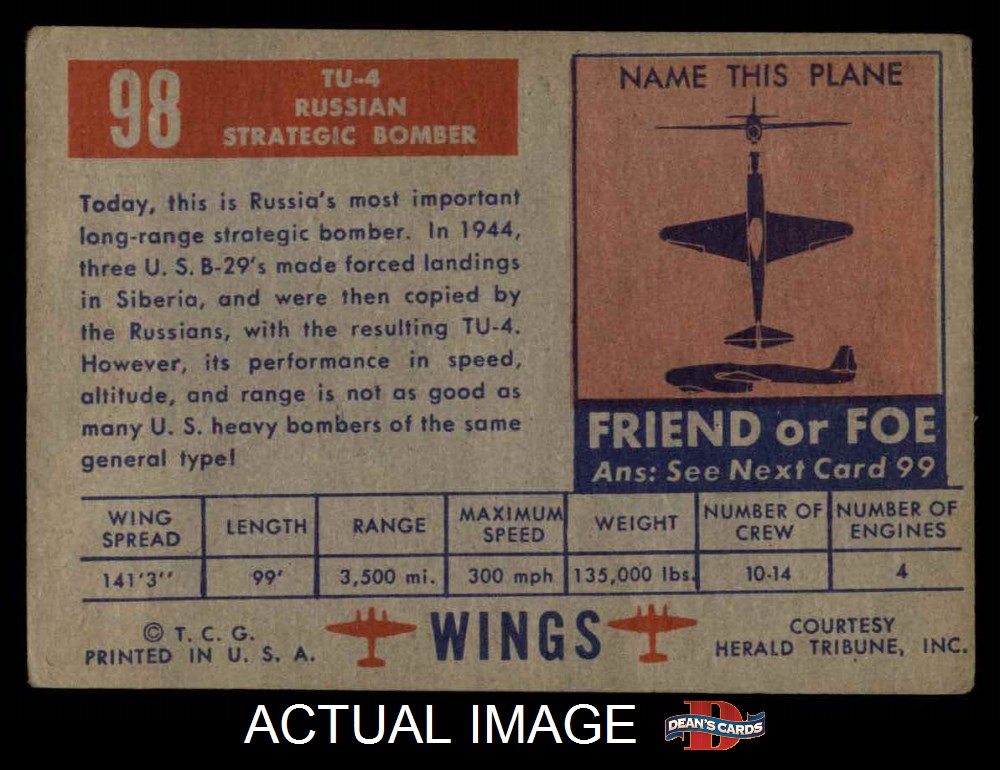 98
TU-4
RUSSIAN
STRATEGIC BOMBER
Today, this is Russia's most important
long-range strategic bomber. In 1944,
three U. S. B-29's made forced landings
in Siberia, and were then copied by
the Russians, with the resulting TU-4.
However, its performance in speed,
altitude, and range is not as good as
many U. S. heavy bombers of the same
general type!
NAME THIS PLANE
FRIEND or FOE
Ans: See Next Card 99
WING SPREAD LENGTH RANGE MAXIMUM SPEED WEIGHT NUMBER OF CREW NUMBER OF ENGINES
141'3'' 99' 3,500 mi. 300 mph 135,000 lbs. 10-14 4
© T. C. G.
PRINTED IN U. S. A.
WINGS
COURTESY
HERALD TRIBUNE, INC.
ACTUAL IMAGE
D
DEAN'S CARDS